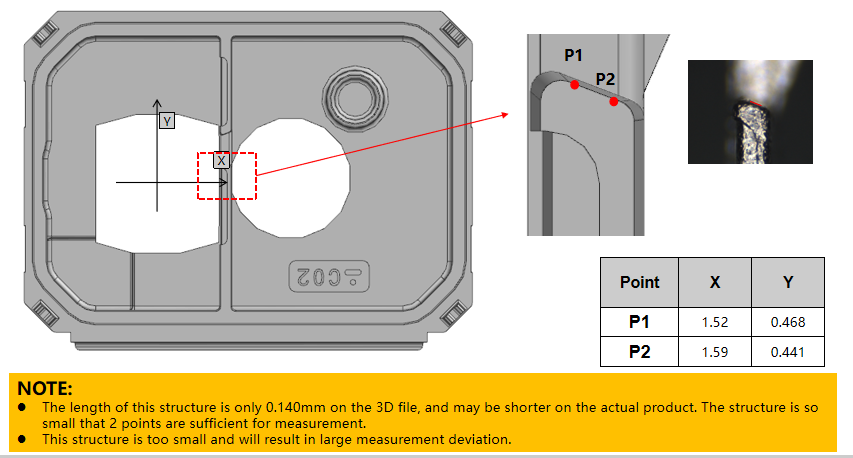 P1
P2
Y
X
Point X Y
P1 1.52 0.468
P2 1.59 0.441
NOTE:
● The length of this structure is only 0.140mm on the 3D file, and may be shorter on the actual product. The structure is so
small that 2 points are sufficient for measurement.
● This structure is too small and will result in large measurement deviation.